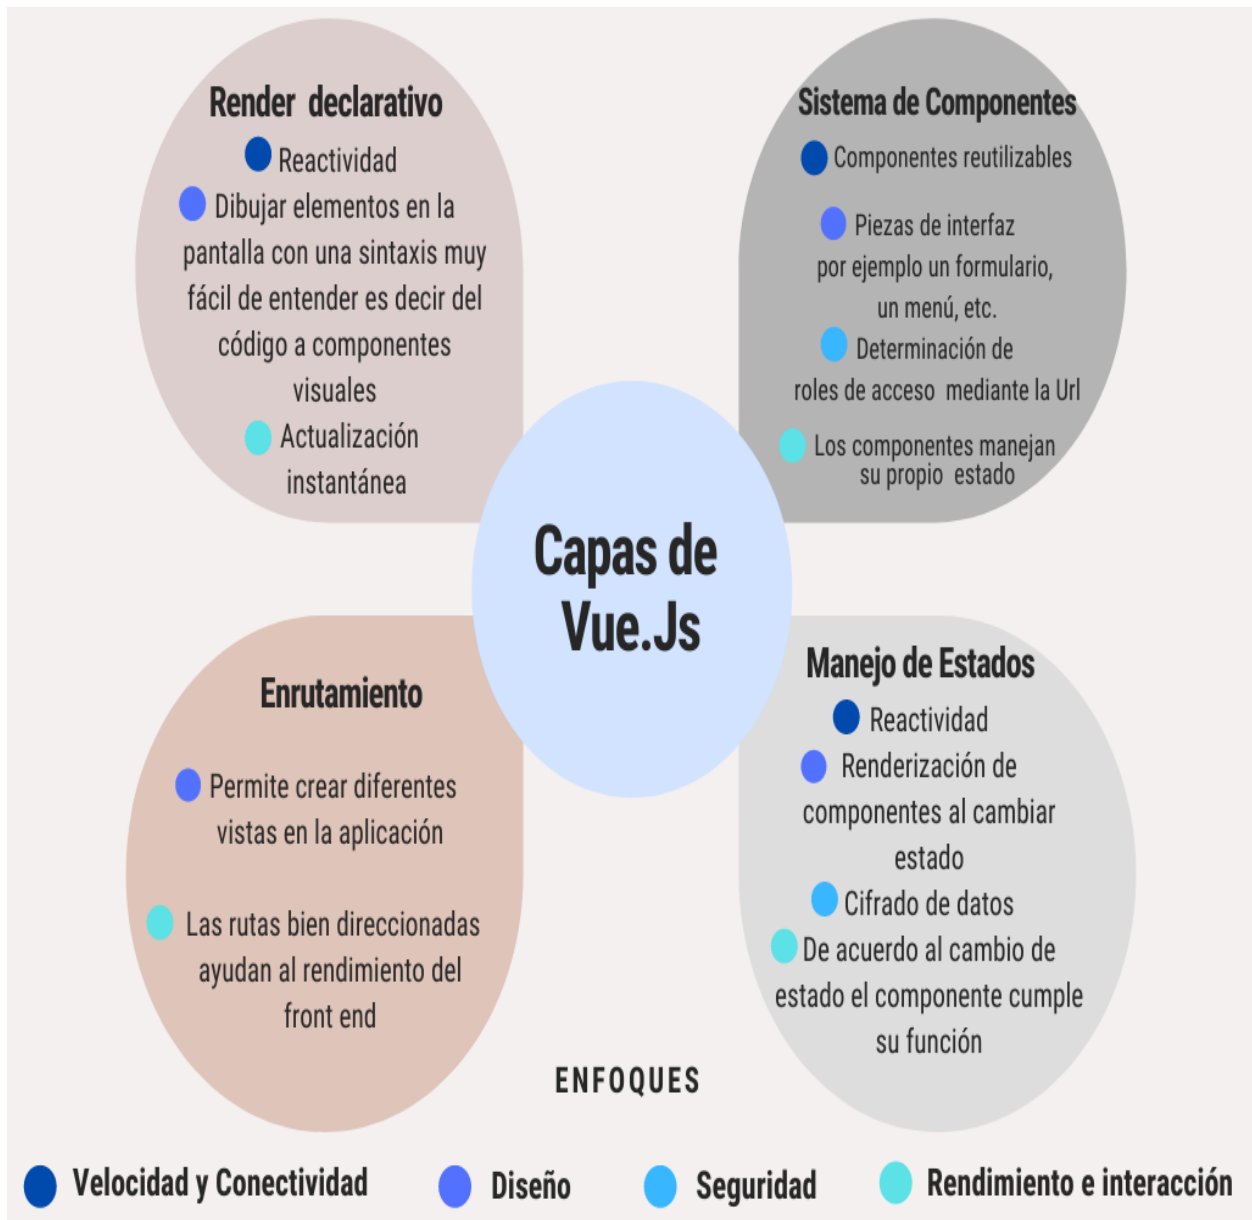 Render declarativo
Reactividad
Dibujar elementos en la
pantalla con una sintaxis muy
fácil de entender es decir del
código a componentes
visuales
Actualización
instantánea
Sistema de Componentes
Componentes reutilizables
Piezas de interfaz
por ejemplo un formulario,
un menú, etc.
Determinación de
roles de acceso mediante la Url
Los componentes manejan
su propio estado
Capas de
Vue.Js
Enrutamiento
Permite crear diferentes
vistas en la aplicación
Las rutas bien direccionadas
ayudan al rendimiento del
front end
Manejo de Estados
Reactividad
Renderización de
componentes al cambiar
estado
Cifrado de datos
De acuerdo al cambio de
estado el componente cumple
su función
ENFOQUES
Velocidad y Conectividad
Diseño
Seguridad
Rendimiento e interacción